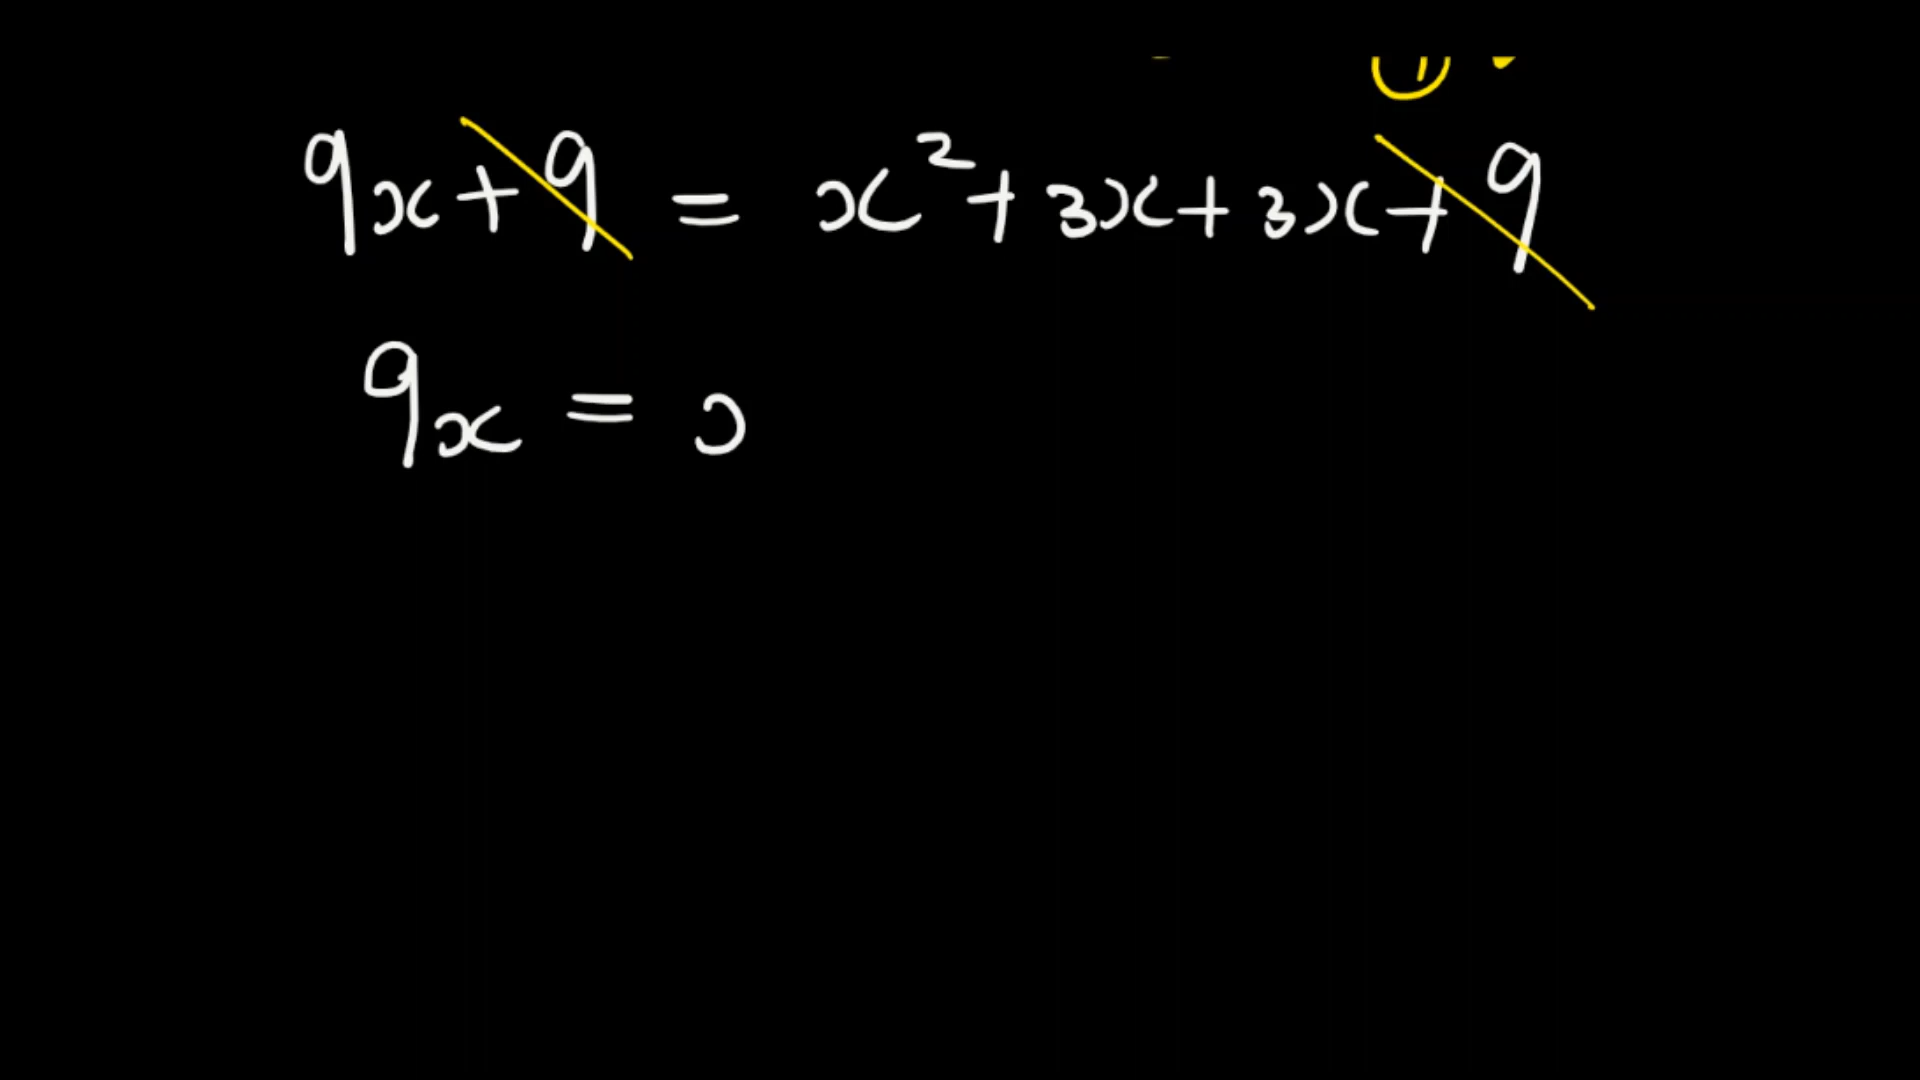 9x + 9 = x² + 3x + 3x + 9
9x =